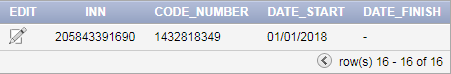 EDIT INN CODE_NUMBER DATE_START DATE_FINISH
205843391690 1432818349 01/01/2018 -
row(s) 16 - 16 of 16